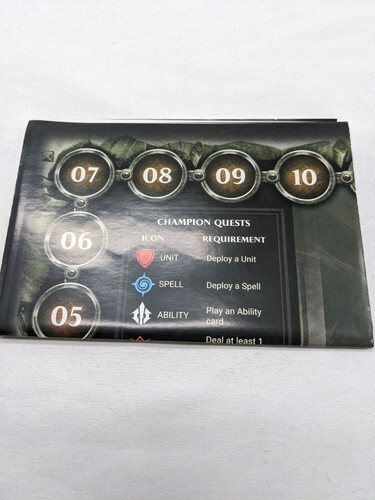 07 08 09 10
06
05
CHAMPION QUESTS
ICON REQUIREMENT
UNIT Deploy a Unit
SPELL Deploy a Spell
ABILITY Play an Ability
card
Deal at least 1